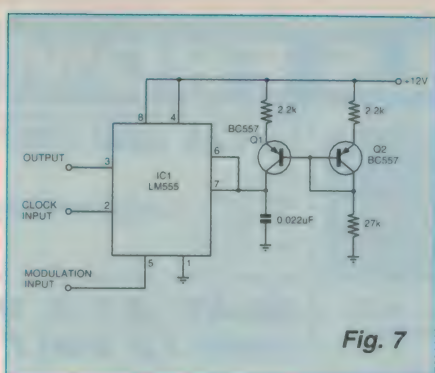 +12V
2.2k
2.2k
8
4
BC557
Q1
Q2
BC557
OUTPUT
3
IC1
LM555
6
7
CLOCK
INPUT
2
0.022uF
27k
MODULATION
INPUT
5
1
Fig. 7